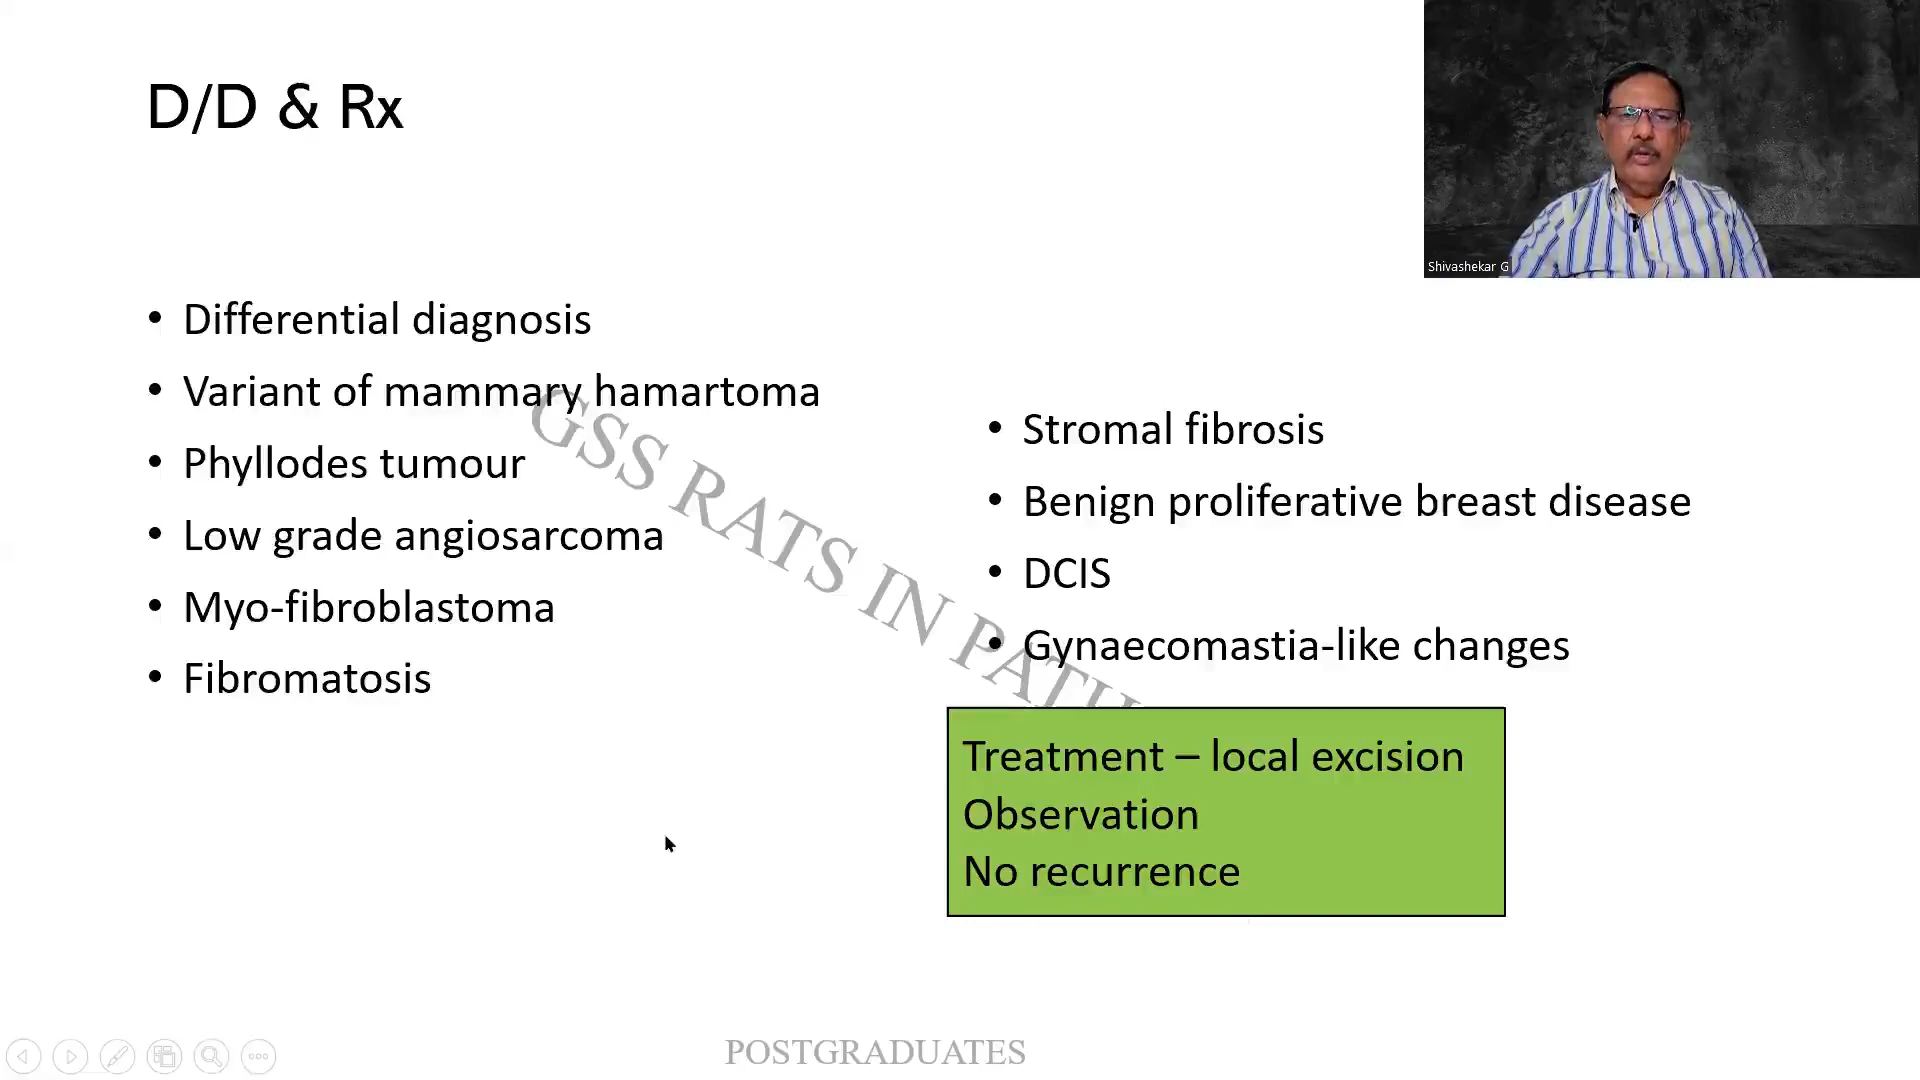 D/D & Rx
Shivashekar G
• Differential diagnosis
• Variant of mammary hamartoma
• Phyllodes tumour
• Low grade angiosarcoma
• Myo-fibroblastoma
• Fibromatosis
• Stromal fibrosis
• Benign proliferative breast disease
• DCIS
• Gynaecomastia-like changes
Treatment – local excision
Observation
No recurrence
GSS RATS IN PATH
POSTGRADUATES